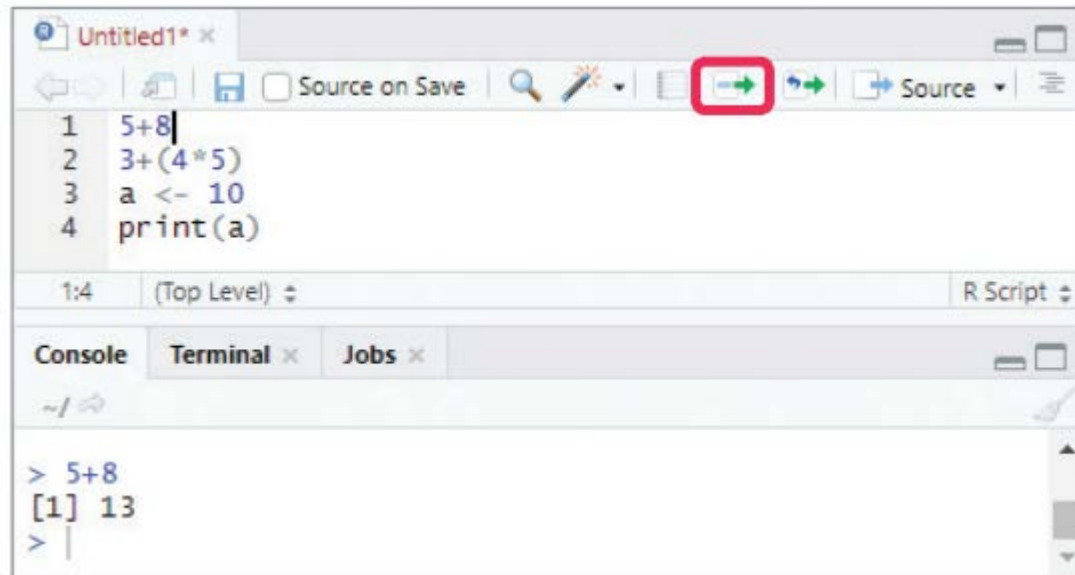 Untitled1*
Source on Save Source
1 5+8
2 3+(4*5)
3 a <- 10
4 print(a)
1:4 (Top Level) R Script
Console Terminal Jobs
~/
> 5+8
[1] 13
>